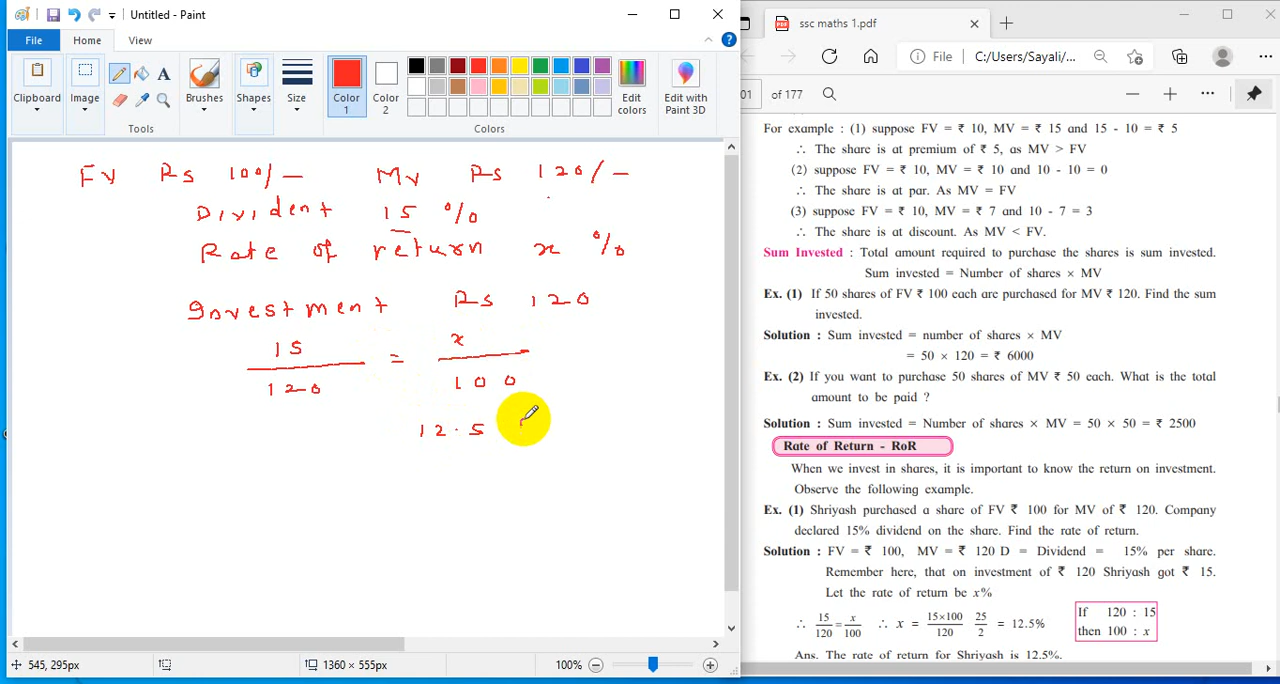 Untitled - Paint
File Home View
Clipboard
Image
Tools
Brushes
Shapes
Size
Color 1
Color 2
Edit colors
Edit with Paint 3D
Colors
FV Rs 100/- MV Rs 120/-
Divident 15 %
Rate of return x %
Investment Rs 120
15 = x
120 100
12.5
545, 295px
1360 × 555px
100%
ssc maths 1.pdf
File C:/Users/Sayali/...
01 of 177
For example : (1) suppose FV = ₹ 10, MV = ₹ 15 and 15 - 10 = ₹ 5
∴ The share is at premium of ₹ 5, as MV > FV
(2) suppose FV = ₹ 10, MV = ₹ 10 and 10 - 10 = 0
∴ The share is at par. As MV = FV
(3) suppose FV = ₹ 10, MV = ₹ 7 and 10 - 7 = 3
∴ The share is at discount. As MV < FV.
Sum Invested : Total amount required to purchase the shares is sum invested.
Sum invested = Number of shares × MV
Ex. (1) If 50 shares of FV ₹ 100 each are purchased for MV ₹ 120. Find the sum
invested.
Solution : Sum invested = number of shares × MV
= 50 × 120 = ₹ 6000
Ex. (2) If you want to purchase 50 shares of MV ₹ 50 each. What is the total
amount to be paid ?
Solution : Sum invested = Number of shares × MV = 50 × 50 = ₹ 2500
Rate of Return - RoR
When we invest in shares, it is important to know the return on investment.
Observe the following example.
Ex. (1) Shriyash purchased a share of FV ₹ 100 for MV of ₹ 120. Company
declared 15% dividend on the share. Find the rate of return.
Solution : FV = ₹ 100, MV = ₹ 120 D = Dividend = 15% per share.
Remember here, that on investment of ₹ 120 Shriyash got ₹ 15.
Let the rate of return be x%
∴ 15/120 = x/100 ∴ x = 15×100/120 25/2 = 12.5%
If 120 : 15
then 100 : x
Ans. The rate of return for Shriyash is 12.5%.